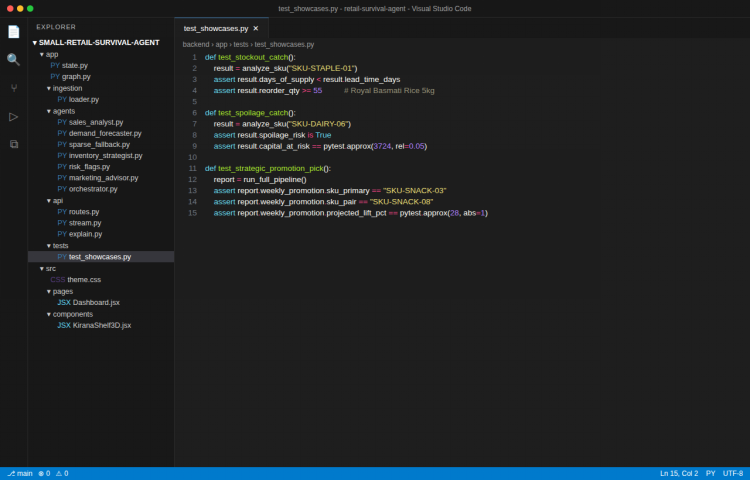 test_showcases.py - retail-survival-agent - Visual Studio Code
EXPLORER
▾ SMALL-RETAIL-SURVIVAL-AGENT
▾ app
PY state.py
PY graph.py
▾ ingestion
PY loader.py
▾ agents
PY sales_analyst.py
PY demand_forecaster.py
PY sparse_fallback.py
PY inventory_strategist.py
PY risk_flags.py
PY marketing_advisor.py
PY orchestrator.py
▾ api
PY routes.py
PY stream.py
PY explain.py
▾ tests
PY test_showcases.py
▾ src
CSS theme.css
▾ pages
JSX Dashboard.jsx
▾ components
JSX KiranaShelf3D.jsx
test_showcases.py ✕
backend › app › tests › test_showcases.py
1 def test_stockout_catch():
2 result = analyze_sku("SKU-STAPLE-01")
3 assert result.days_of_supply < result.lead_time_days
4 assert result.reorder_qty >= 55 # Royal Basmati Rice 5kg
5
6 def test_spoilage_catch():
7 result = analyze_sku("SKU-DAIRY-06")
8 assert result.spoilage_risk is True
9 assert result.capital_at_risk == pytest.approx(3724, rel=0.05)
10
11 def test_strategic_promotion_pick():
12 report = run_full_pipeline()
13 assert report.weekly_promotion.sku_primary == "SKU-SNACK-03"
14 assert report.weekly_promotion.sku_pair == "SKU-SNACK-08"
15 assert report.weekly_promotion.projected_lift_pct == pytest.approx(28, abs=1)
⎇ main ⊗ 0 ⚠ 0
Ln 15, Col 2 PY UTF-8